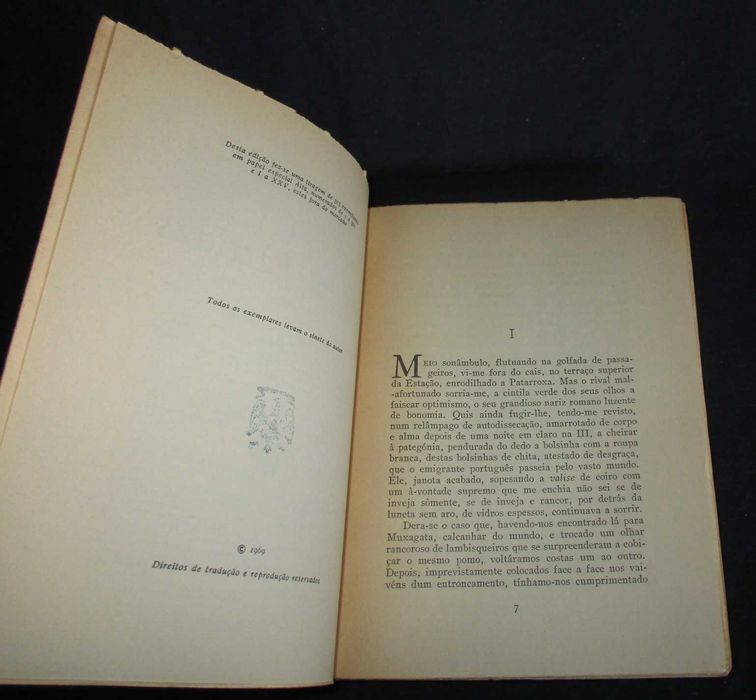 Desta edição fez-se uma tiragem de exemplares
em papel especial numerados de 1 a
e I a XXV, estes fora do mercado
Todos os exemplares levam o sinete do autor
© 1969
Direitos de tradução e reprodução reservados
I
MEIO sonâmbulo, flutuando na golfada de passa-
geiros, vi-me fora do cais, no terraço superior
da Estação, enrodilhado a Patarroxa. Mas o rival mal-
-afortunado sorria-me, a cintila verde dos seus olhos a
faiscar optimismo, o seu grandioso nariz romano luzente
de bonomia. Quis ainda fugir-lhe, tendo-me revisto,
num relâmpago de autodissecação, amarrotado de corpo
e alma depois de uma noite em claro na III, a cheirar
à pategónia, pendurada do dedo a bolsinha com a roupa
branca, destas bolsinhas de chita, atestado de desgraça,
que o emigrante português passeia pelo vasto mundo.
Ele, janota acabado, sopesando a valise de coiro com
um à-vontade supremo que me enchia não sei se de
inveja sòmente, se de inveja e rancor, por detrás da
luneta sem aro, de vidros espessos, continuava a sorrir.
Dera-se o caso que, havendo-nos encontrado lá para
Muxagata, calcanhar do mundo, e trocado um olhar
rancoroso de lambisqueiros que se surpreenderam a cobi-
çar o mesmo pomo, voltáramos costas um ao outro.
Depois, imprevistamente colocados face a face nos vai-
véns dum entroncamento, tínhamo-nos cumprimentado
7